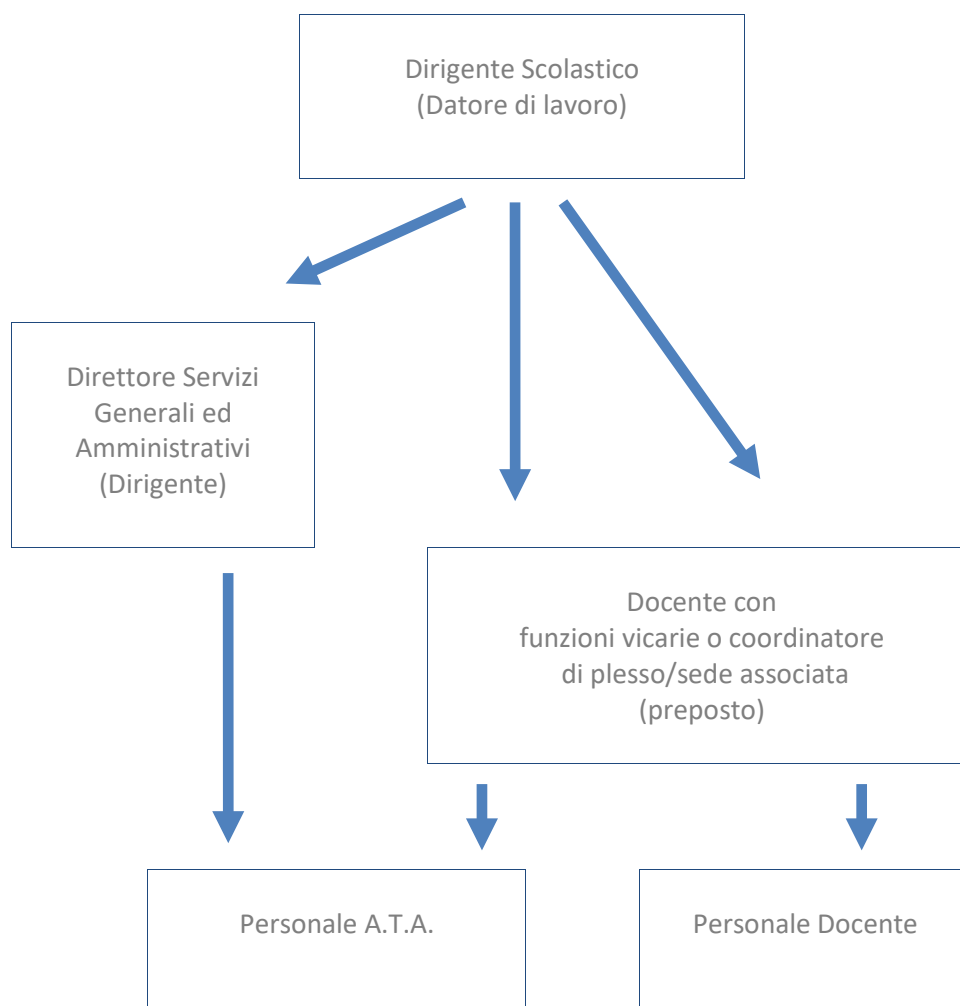 Dirigente Scolastico
(Datore di lavoro)
Direttore Servizi
Generali ed
Amministrativi
(Dirigente)
Docente con
funzioni vicarie o coordinatore
di plesso/sede associata
(preposto)
Personale A.T.A.
Personale Docente